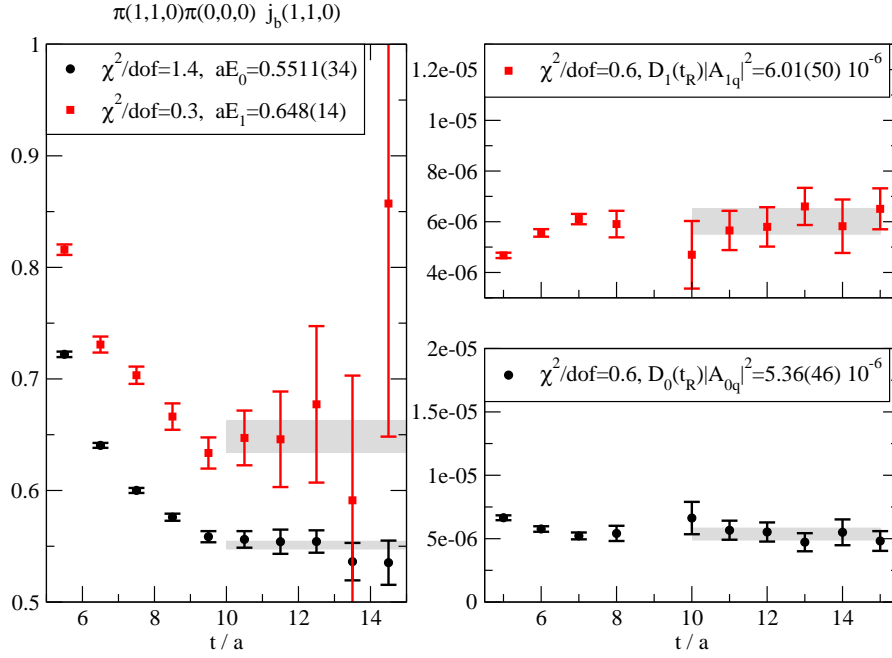 π(1,1,0)π(0,0,0) j_b(1,1,0)
χ²/dof=1.4, aE_0=0.5511(34)
χ²/dof=0.3, aE_1=0.648(14)
1
0.9
0.8
0.7
0.6
0.5
6 8 10 12 14
t / a
χ²/dof=0.6, D_1(t_R)|A_{1q}|²=6.01(50) 10⁻⁶
1.2e-05
1e-05
8e-06
6e-06
4e-06
χ²/dof=0.6, D_0(t_R)|A_{0q}|²=5.36(46) 10⁻⁶
2e-05
1.5e-05
1e-05
5e-06
0
6 8 10 12 14
t / a